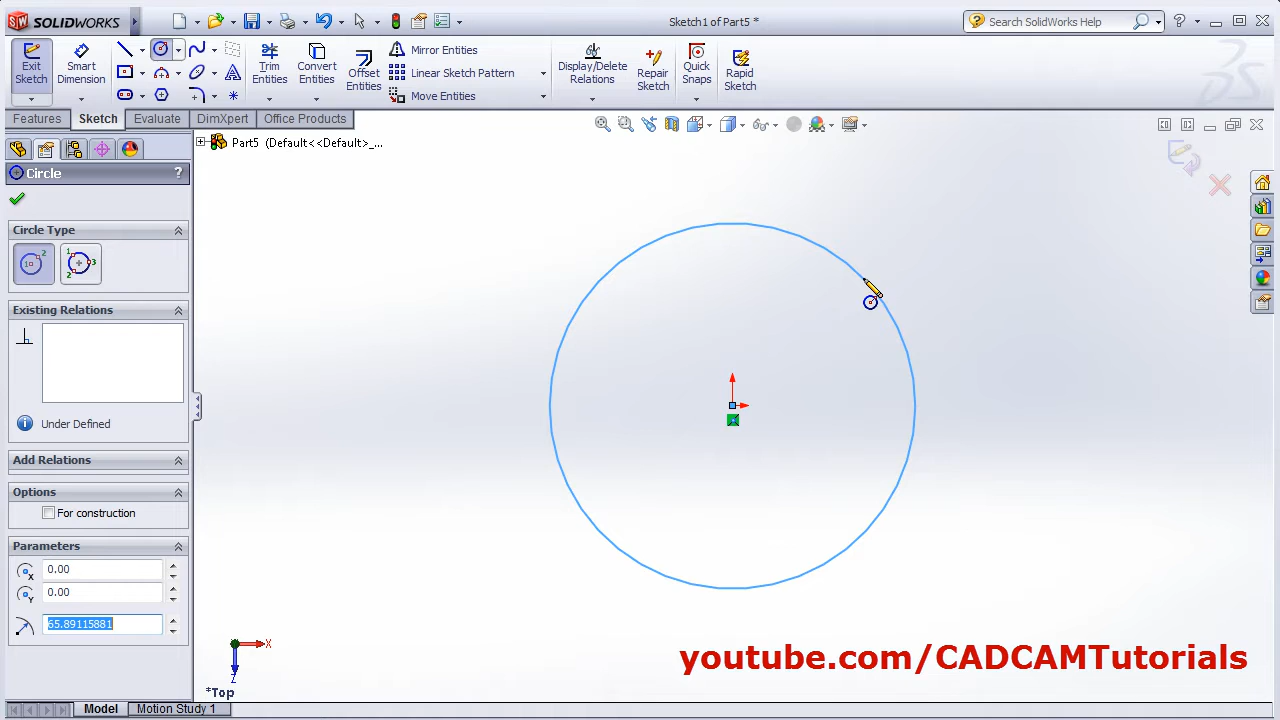 SOLIDWORKS
Sketch1 of Part5 *
Search SolidWorks Help
Exit Sketch
Smart Dimension
Trim Entities
Convert Entities
Offset Entities
Mirror Entities
Linear Sketch Pattern
Move Entities
Display/Delete Relations
Repair Sketch
Quick Snaps
Rapid Sketch
Features
Sketch
Evaluate
DimXpert
Office Products
Part5 (Default<<Default>_...
Circle
?
Circle Type
Existing Relations
Under Defined
Add Relations
Options
For construction
Parameters
0.00
0.00
65.89115881
X
Z
*Top
youtube.com/CADCAMTutorials
Model
Motion Study 1